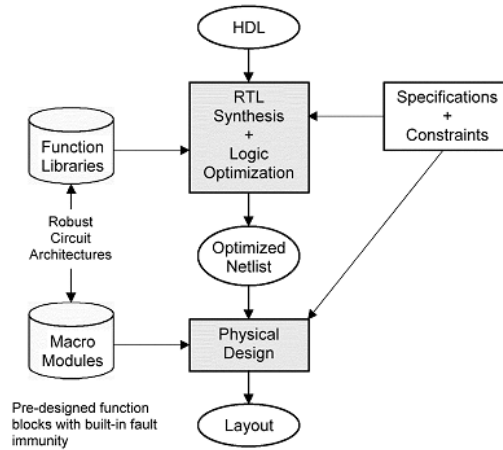 HDL
RTL
Synthesis
+
Logic
Optimization
Specifications
+
Constraints
Function
Libraries
Robust
Circuit
Architectures
Optimized
Netlist
Macro
Modules
Physical
Design
Pre-designed function
blocks with built-in fault
immunity
Layout